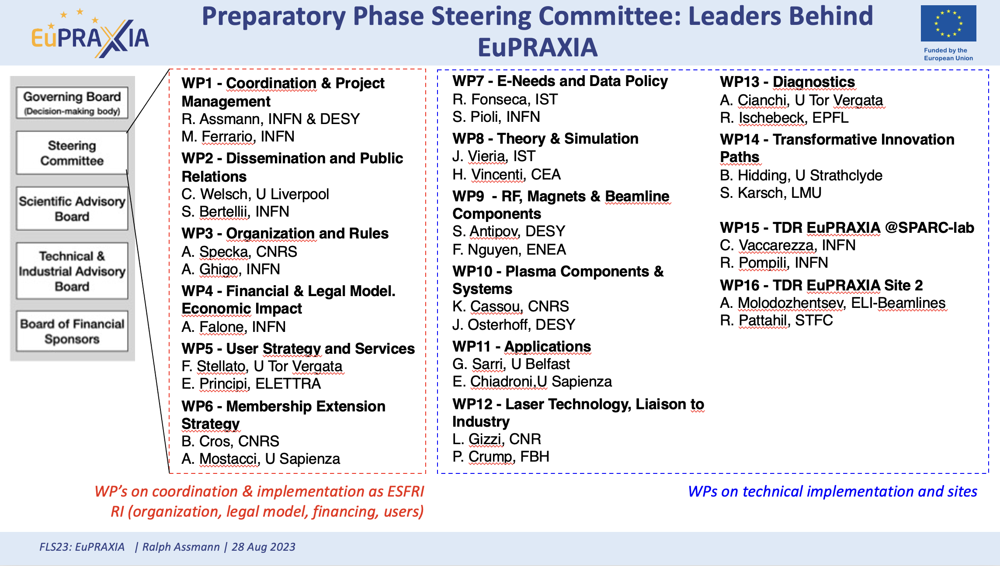 EuPRAXIA
Preparatory Phase Steering Committee: Leaders Behind
EuPRAXIA
Funded by the
European Union
Governing Board
(Decision-making body)
Steering
Committee
Scientific Advisory
Board
Technical &
Industrial Advisory
Board
Board of Financial
Sponsors
WP1 - Coordination & Project
Management
R. Assmann, INFN & DESY
M. Ferrario, INFN
WP2 - Dissemination and Public
Relations
C. Welsch, U Liverpool
S. Bertellii, INFN
WP3 - Organization and Rules
A. Specka, CNRS
A. Ghigo, INFN
WP4 - Financial & Legal Model.
Economic Impact
A. Falone, INFN
WP5 - User Strategy and Services
F. Stellato, U Tor Vergata
E. Principi, ELETTRA
WP6 - Membership Extension
Strategy
B. Cros, CNRS
A. Mostacci, U Sapienza
WP7 - E-Needs and Data Policy
R. Fonseca, IST
S. Pioli, INFN
WP8 - Theory & Simulation
J. Vieria, IST
H. Vincenti, CEA
WP9 - RF, Magnets & Beamline
Components
S. Antipov, DESY
F. Nguyen, ENEA
WP10 - Plasma Components &
Systems
K. Cassou, CNRS
J. Osterhoff, DESY
WP11 - Applications
G. Sarri, U Belfast
E. Chiadroni,U Sapienza
WP12 - Laser Technology, Liaison to
Industry
L. Gizzi, CNR
P. Crump, FBH
WP13 - Diagnostics
A. Cianchi, U Tor Vergata
R. Ischebeck, EPFL
WP14 - Transformative Innovation
Paths
B. Hidding, U Strathclyde
S. Karsch, LMU
WP15 - TDR EuPRAXIA @SPARC-lab
C. Vaccarezza, INFN
R. Pompili, INFN
WP16 - TDR EuPRAXIA Site 2
A. Molodozhentsev, ELI-Beamlines
R. Pattahil, STFC
WP's on coordination & implementation as ESFRI
RI (organization, legal model, financing, users)
WPs on technical implementation and sites
FLS23: EuPRAXIA | Ralph Assmann | 28 Aug 2023